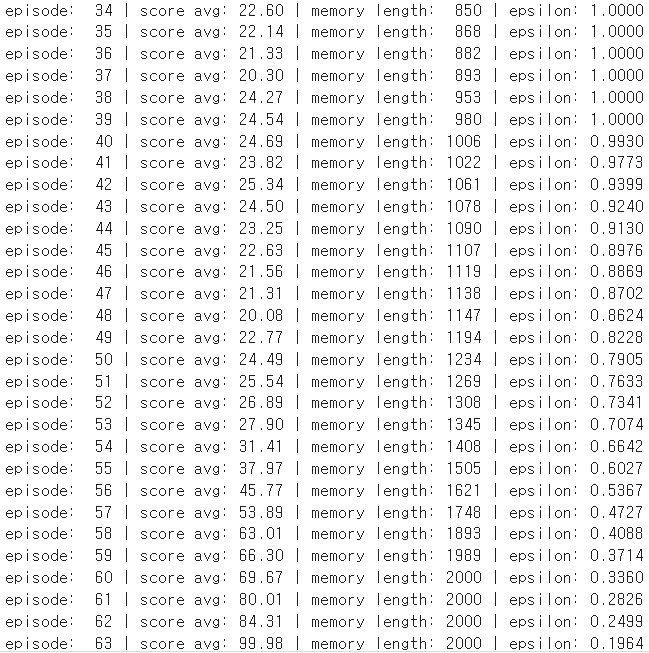 episode:  34 | score avg: 22.60 | memory length:  850 | epsilon: 1.0000
episode:  35 | score avg: 22.14 | memory length:  868 | epsilon: 1.0000
episode:  36 | score avg: 21.33 | memory length:  882 | epsilon: 1.0000
episode:  37 | score avg: 20.30 | memory length:  893 | epsilon: 1.0000
episode:  38 | score avg: 24.27 | memory length:  953 | epsilon: 1.0000
episode:  39 | score avg: 24.54 | memory length:  980 | epsilon: 1.0000
episode:  40 | score avg: 24.69 | memory length: 1006 | epsilon: 0.9930
episode:  41 | score avg: 23.82 | memory length: 1022 | epsilon: 0.9773
episode:  42 | score avg: 25.34 | memory length: 1061 | epsilon: 0.9399
episode:  43 | score avg: 24.50 | memory length: 1078 | epsilon: 0.9240
episode:  44 | score avg: 23.25 | memory length: 1090 | epsilon: 0.9130
episode:  45 | score avg: 22.63 | memory length: 1107 | epsilon: 0.8976
episode:  46 | score avg: 21.56 | memory length: 1119 | epsilon: 0.8869
episode:  47 | score avg: 21.31 | memory length: 1138 | epsilon: 0.8702
episode:  48 | score avg: 20.08 | memory length: 1147 | epsilon: 0.8624
episode:  49 | score avg: 22.77 | memory length: 1194 | epsilon: 0.8228
episode:  50 | score avg: 24.49 | memory length: 1234 | epsilon: 0.7905
episode:  51 | score avg: 25.54 | memory length: 1269 | epsilon: 0.7633
episode:  52 | score avg: 26.89 | memory length: 1308 | epsilon: 0.7341
episode:  53 | score avg: 27.90 | memory length: 1345 | epsilon: 0.7074
episode:  54 | score avg: 31.41 | memory length: 1408 | epsilon: 0.6642
episode:  55 | score avg: 37.97 | memory length: 1505 | epsilon: 0.6027
episode:  56 | score avg: 45.77 | memory length: 1621 | epsilon: 0.5367
episode:  57 | score avg: 53.89 | memory length: 1748 | epsilon: 0.4727
episode:  58 | score avg: 63.01 | memory length: 1893 | epsilon: 0.4088
episode:  59 | score avg: 66.30 | memory length: 1989 | epsilon: 0.3714
episode:  60 | score avg: 69.67 | memory length: 2000 | epsilon: 0.3360
episode:  61 | score avg: 80.01 | memory length: 2000 | epsilon: 0.2826
episode:  62 | score avg: 84.31 | memory length: 2000 | epsilon: 0.2499
episode:  63 | score avg: 99.98 | memory length: 2000 | epsilon: 0.1964